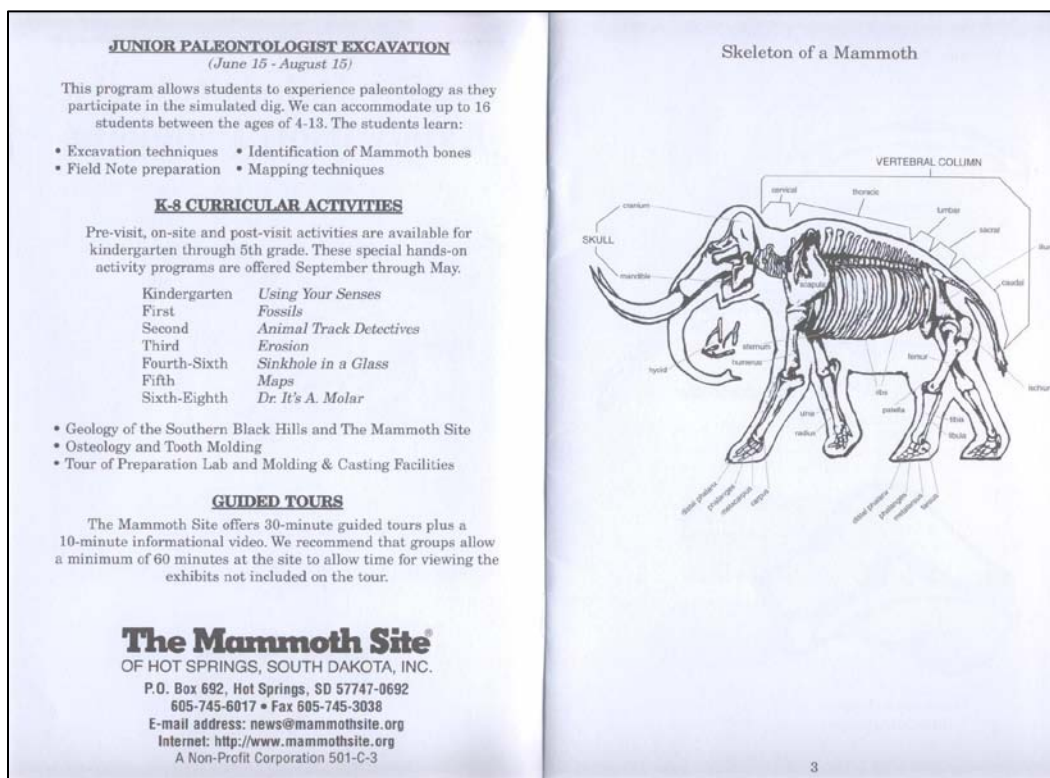 JUNIOR PALEONTOLOGIST EXCAVATION
(June 15 - August 15)
This program allows students to experience paleontology as they
participate in the simulated dig. We can accommodate up to 16
students between the ages of 4-13. The students learn:
• Excavation techniques • Identification of Mammoth bones
• Field Note preparation • Mapping techniques
K-8 CURRICULAR ACTIVITIES
Pre-visit, on-site and post-visit activities are available for
kindergarten through 5th grade. These special hands-on
activity programs are offered September through May.
Kindergarten Using Your Senses
First Fossils
Second Animal Track Detectives
Third Erosion
Fourth-Sixth Sinkhole in a Glass
Fifth Maps
Sixth-Eighth Dr. It's A. Molar
• Geology of the Southern Black Hills and The Mammoth Site
• Osteology and Tooth Molding
• Tour of Preparation Lab and Molding & Casting Facilities
GUIDED TOURS
The Mammoth Site offers 30-minute guided tours plus a
10-minute informational video. We recommend that groups allow
a minimum of 60 minutes at the site to allow time for viewing the
exhibits not included on the tour.
The Mammoth Site®
OF HOT SPRINGS, SOUTH DAKOTA, INC.
P.O. Box 692, Hot Springs, SD 57747-0692
605-745-6017 • Fax 605-745-3038
E-mail address: news@mammothsite.org
Internet: http://www.mammothsite.org
A Non-Profit Corporation 501-C-3
Skeleton of a Mammoth
VERTEBRAL COLUMN
cervical
thoracic
cranium
lumbar
sacral
SKULL
mandible
scapula
caudal
sternum
humerus
hyoid
femur
ribs
ischium
patella
ulna
radius
tibia
fibula
distal phalanx
phalanges
metacarpus
carpus
distal phalanx
phalanges
metatarsus
tarsus
3